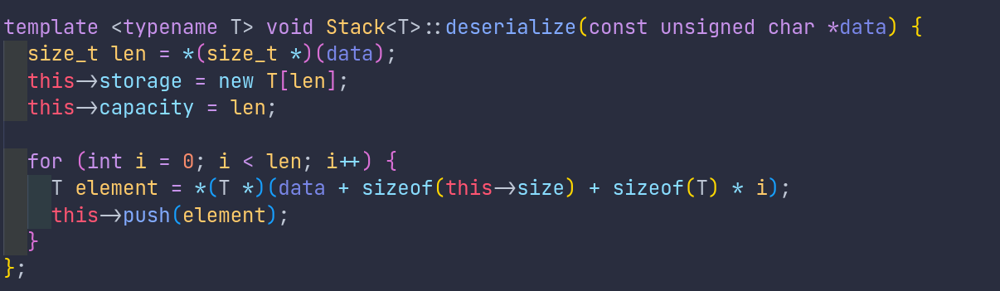 template <typename T> void Stack<T>::deserialize(const unsigned char *data) {
  size_t len = *(size_t *)(data);
  this->storage = new T[len];
  this->capacity = len;

  for (int i = 0; i < len; i++) {
    T element = *(T *)(data + sizeof(this->size) + sizeof(T) * i);
    this->push(element);
  }
};